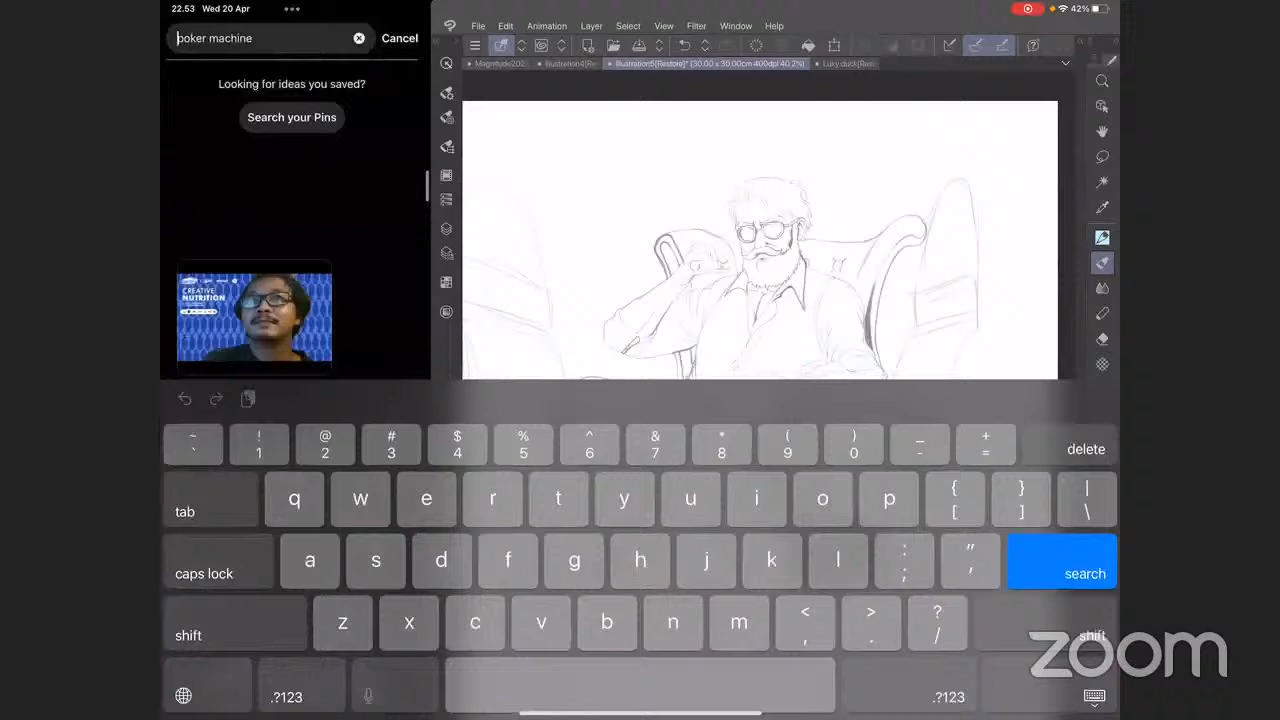 22.53 Wed 20 Apr
42%
poker machine
Cancel
Looking for ideas you saved?
Search your Pins
CREATIVE
NUTRITION
File Edit Animation Layer Select View Filter Window Help
Illustration5[Restore]* (30.00 x 30.00cm 400dpi 40.2%)
~ ! @ # $ % ^ & * ( ) _ +
` 1 2 3 4 5 6 7 8 9 0 - = delete
tab q w e r t y u i o p { [ } ] | \
caps lock a s d f g h j k l : ; " ' search
shift z x c v b n m < , > . ? / shift
.?123 .?123
zoom